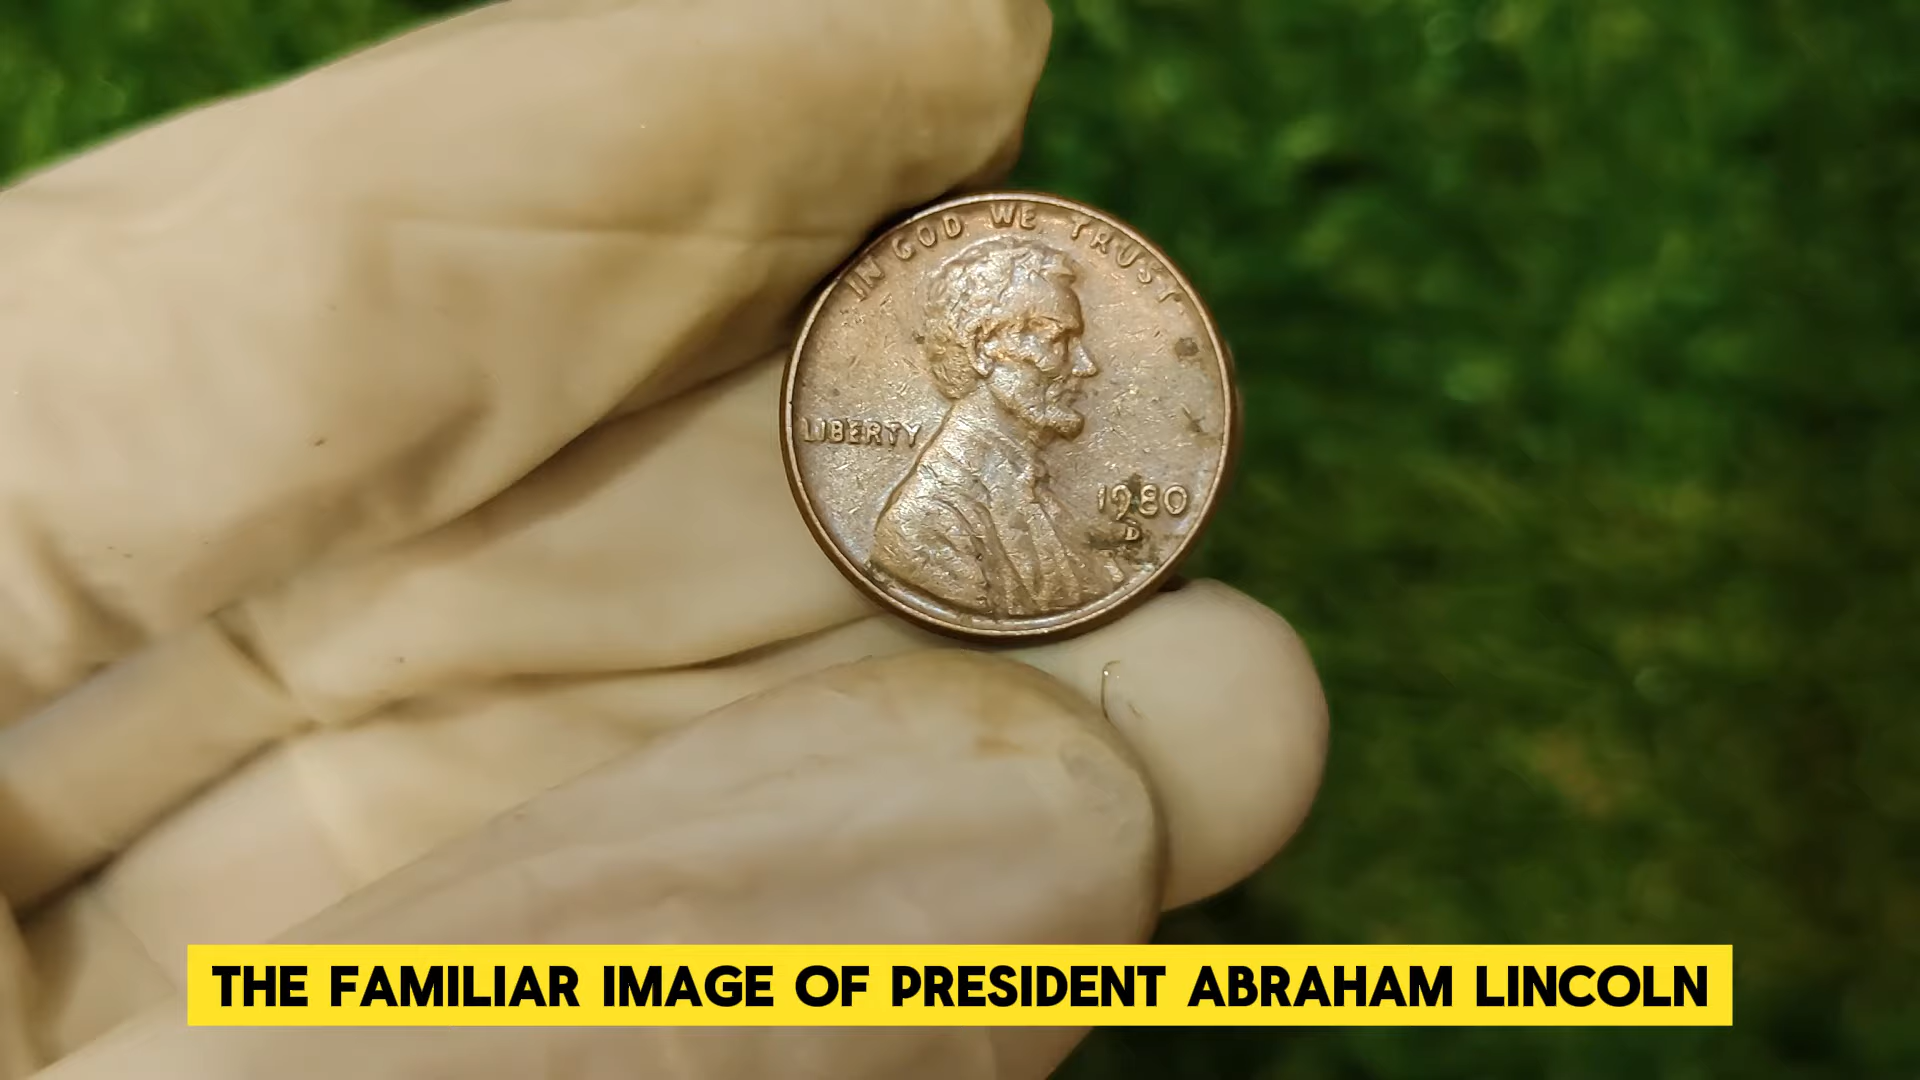 IN GOD WE TRUST
LIBERTY
1980
D
THE FAMILIAR IMAGE OF PRESIDENT ABRAHAM LINCOLN